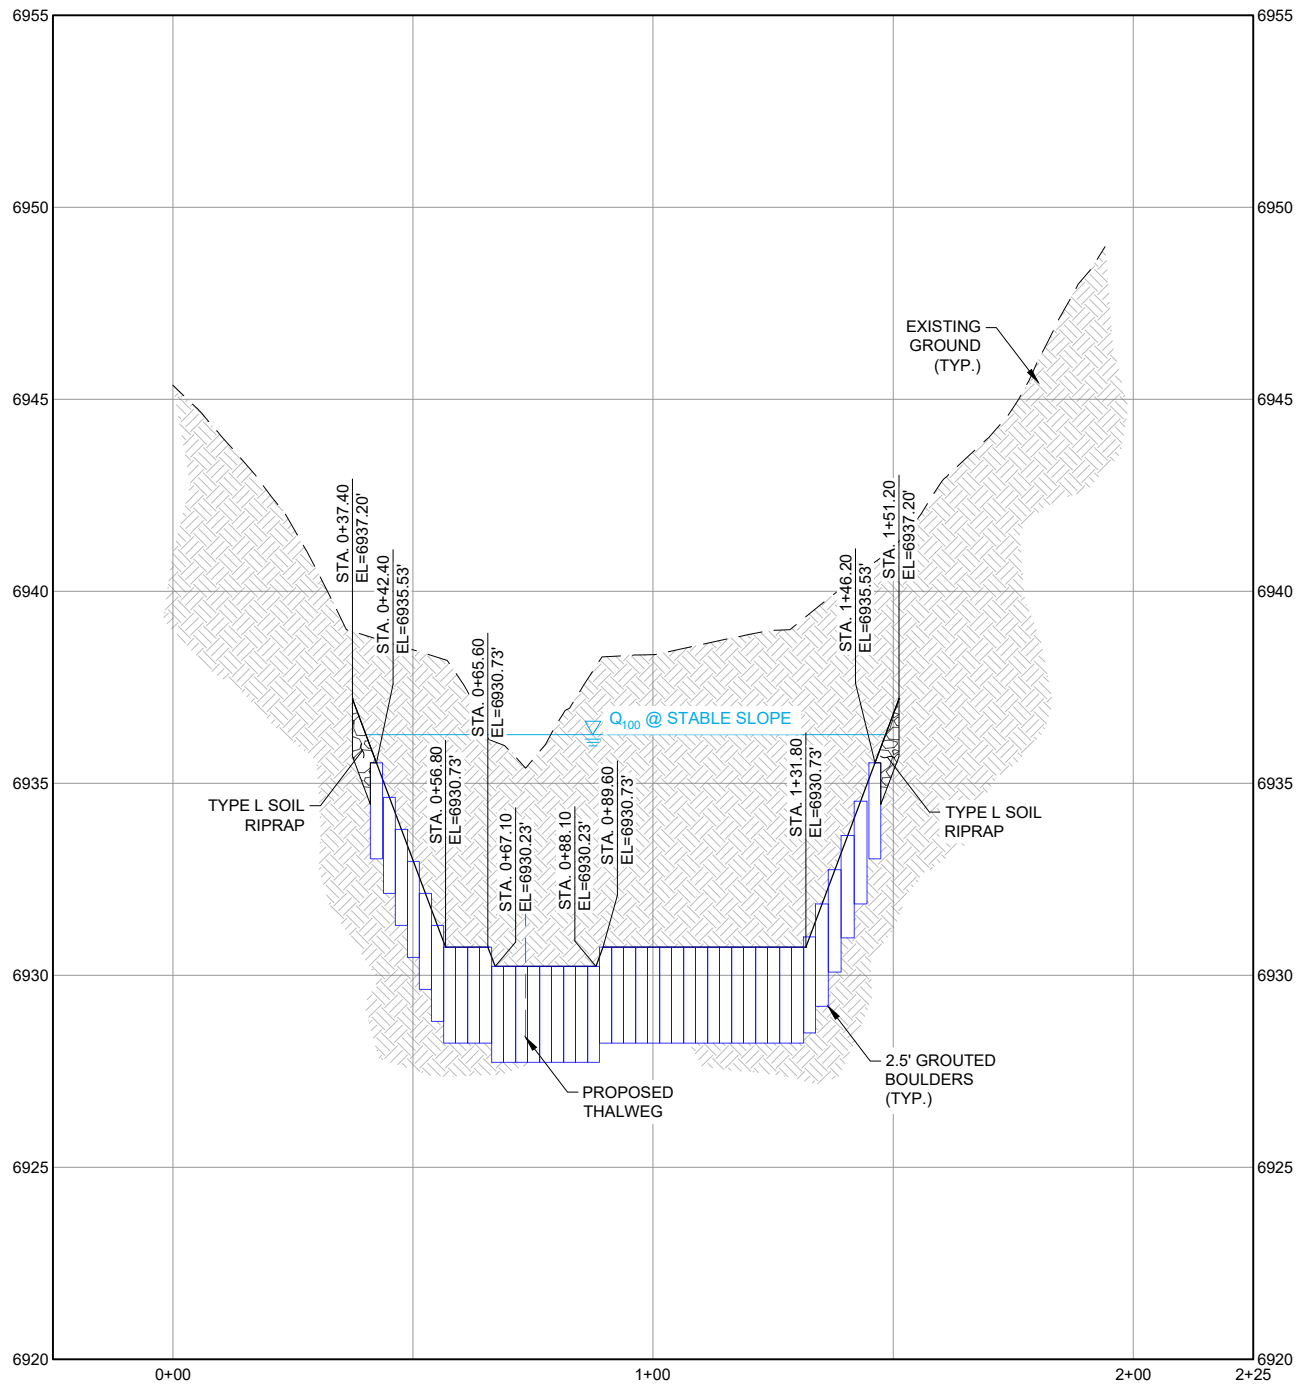 6955
6955
6950
6950
EXISTING
GROUND
(TYP.)
6945
6945
STA. 0+37.40
EL=6937.20'
STA. 0+42.40
EL=6935.53'
STA. 0+65.60
EL=6930.73'
STA. 1+46.20
EL=6935.53'
STA. 1+51.20
EL=6937.20'
6940
6940
Q100 @ STABLE SLOPE
STA. 0+56.80
EL=6930.73'
STA. 0+67.10
EL=6930.23'
STA. 0+88.10
EL=6930.23'
STA. 0+89.60
EL=6930.73'
STA. 1+31.80
EL=6930.73'
6935
6935
TYPE L SOIL
RIPRAP
TYPE L SOIL
RIPRAP
6930
6930
2.5' GROUTED
BOULDERS
(TYP.)
PROPOSED
THALWEG
6925
6925
6920
6920
0+00
1+00
2+00
2+25